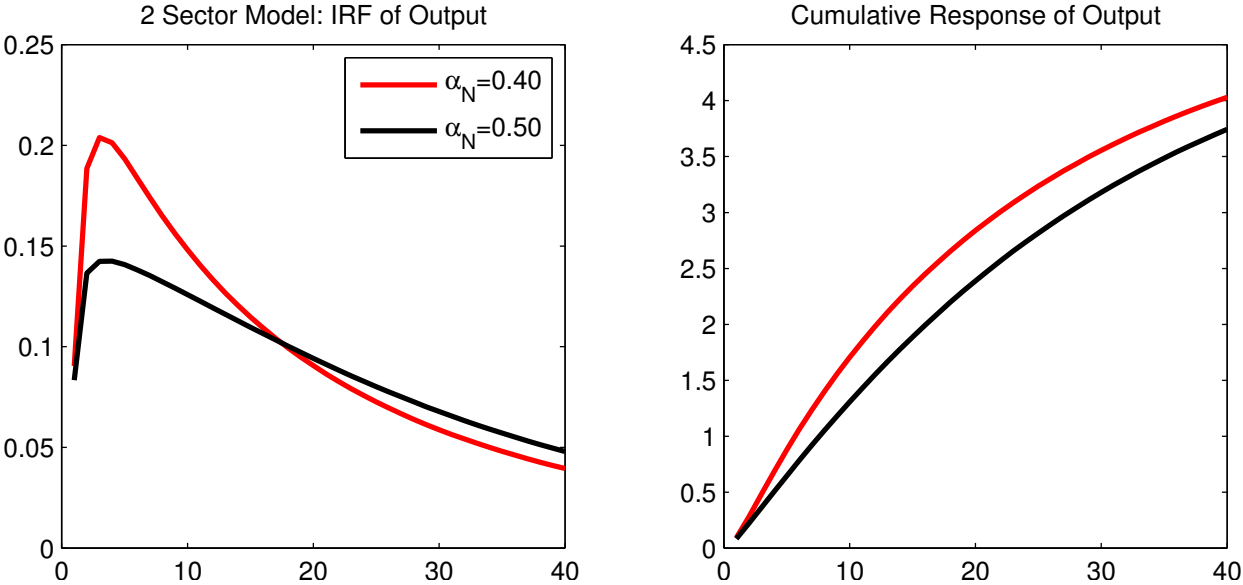 2 Sector Model: IRF of Output
0.25
0.2
0.15
0.1
0.05
0
0 10 20 30 40
α_N=0.40
α_N=0.50
Cumulative Response of Output
4.5
4
3.5
3
2.5
2
1.5
1
0.5
0
0 10 20 30 40